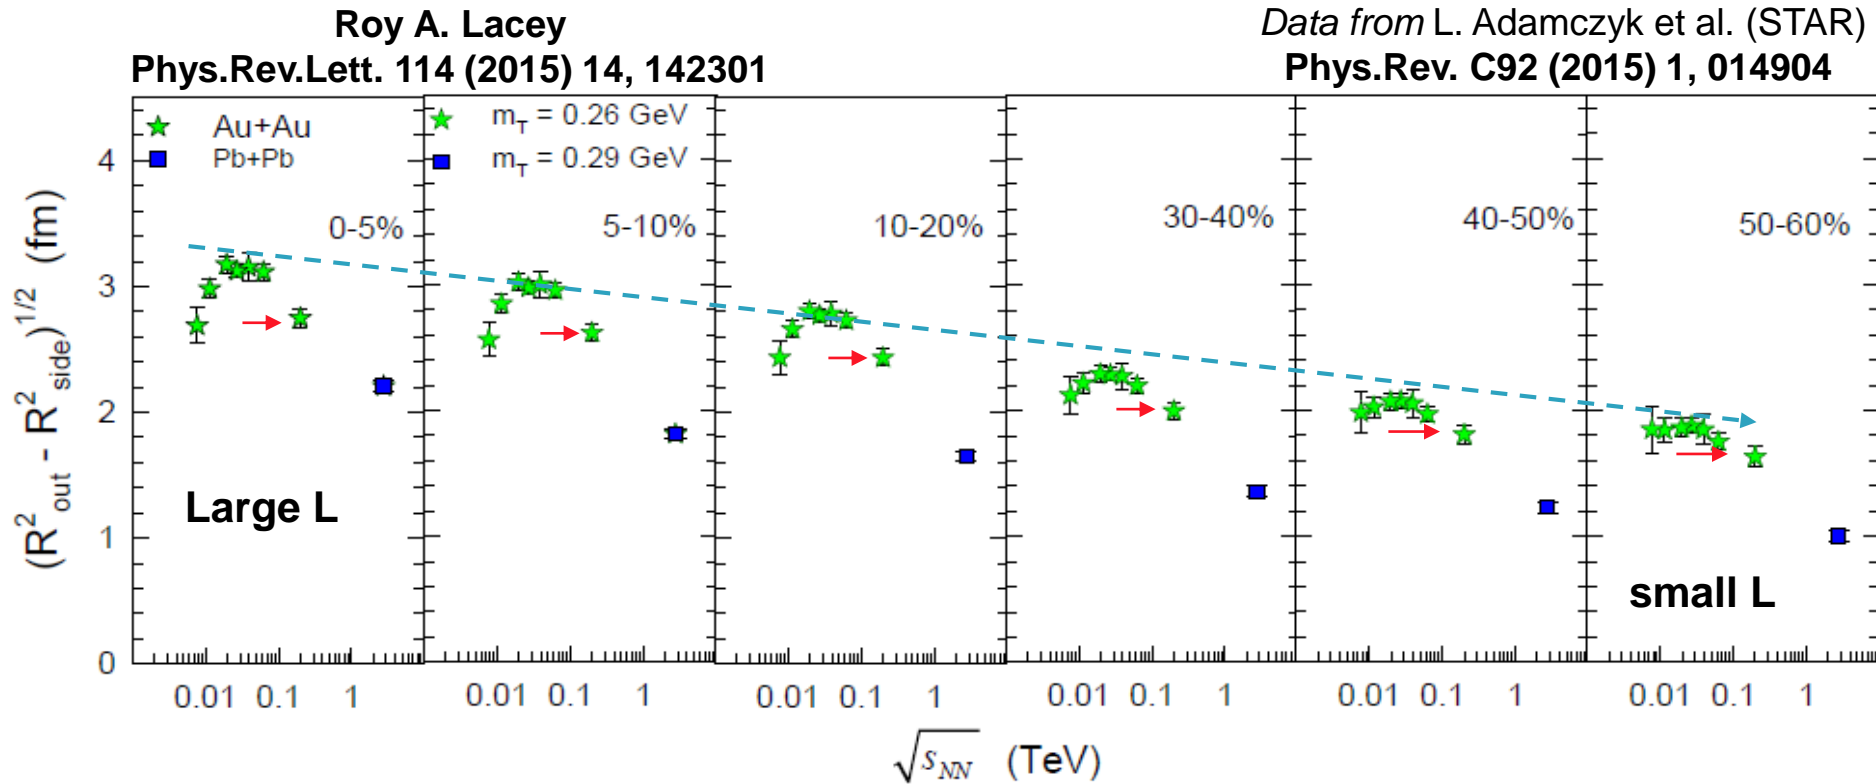 Roy A. Lacey
Phys.Rev.Lett. 114 (2015) 14, 142301
Data from L. Adamczyk et al. (STAR)
Phys.Rev. C92 (2015) 1, 014904
Au+Au
Pb+Pb
m_T = 0.26 GeV
m_T = 0.29 GeV
0-5%
5-10%
10-20%
30-40%
40-50%
50-60%
(R²_out - R²_side)^1/2 (fm)
4
3
2
1
0
Large L
small L
0.01 0.1 1
0.01 0.1 1
0.01 0.1 1
0.01 0.1 1
0.01 0.1 1
0.01 0.1 1
√s_NN (TeV)